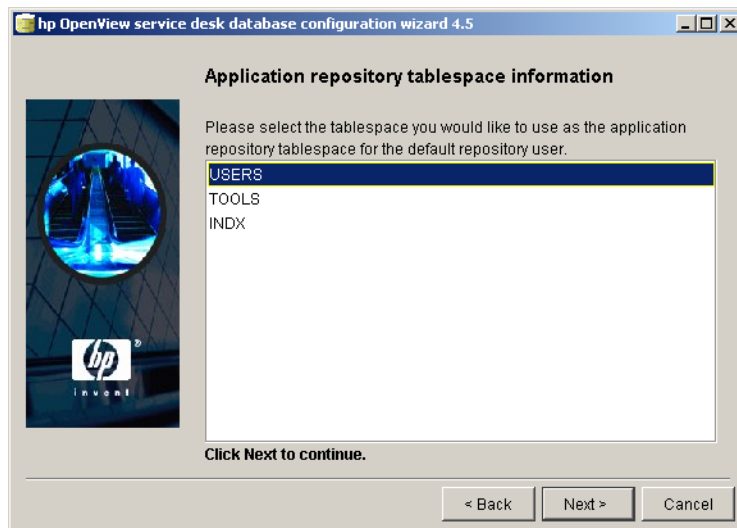 hp OpenView service desk database configuration wizard 4.5
Application repository tablespace information
Please select the tablespace you would like to use as the application
repository tablespace for the default repository user.
USERS
TOOLS
INDX
hp
®
invent
Click Next to continue.
< Back
Next >
Cancel